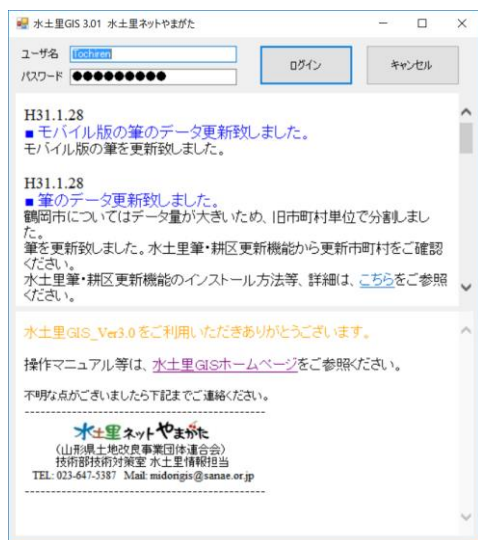 水土里GIS 3.01 水土里ネットやまがた
ユーザ名 Tochiren
パスワード ●●●●●●●●●
ログイン
キャンセル
H31.1.28
■ モバイル版の筆のデータ更新致しました。
モバイル版の筆を更新致しました。
H31.1.28
■ 筆のデータ更新致しました。
鶴岡市についてはデータ量が大きいため、旧市町村単位で分割しまし
た。
筆を更新致しました。水土里筆・耕区更新機能から更新市町村をご確認
ください。
水土里筆・耕区更新機能のインストール方法等、詳細は、こちらをご参照
ください。
水土里GIS_Ver3.0 をご利用いただきありがとうございます。
操作マニュアル等は、水土里GISホームページをご参照ください。
不明な点がございましたら下記までご連絡ください。
----------------------------------------
水土里ネットやまがた
(山形県土地改良事業団体連合会)
技術部技術対策室 水土里情報担当
TEL: 023-647-5387 Mail: midorigis@sanae.or.jp
----------------------------------------